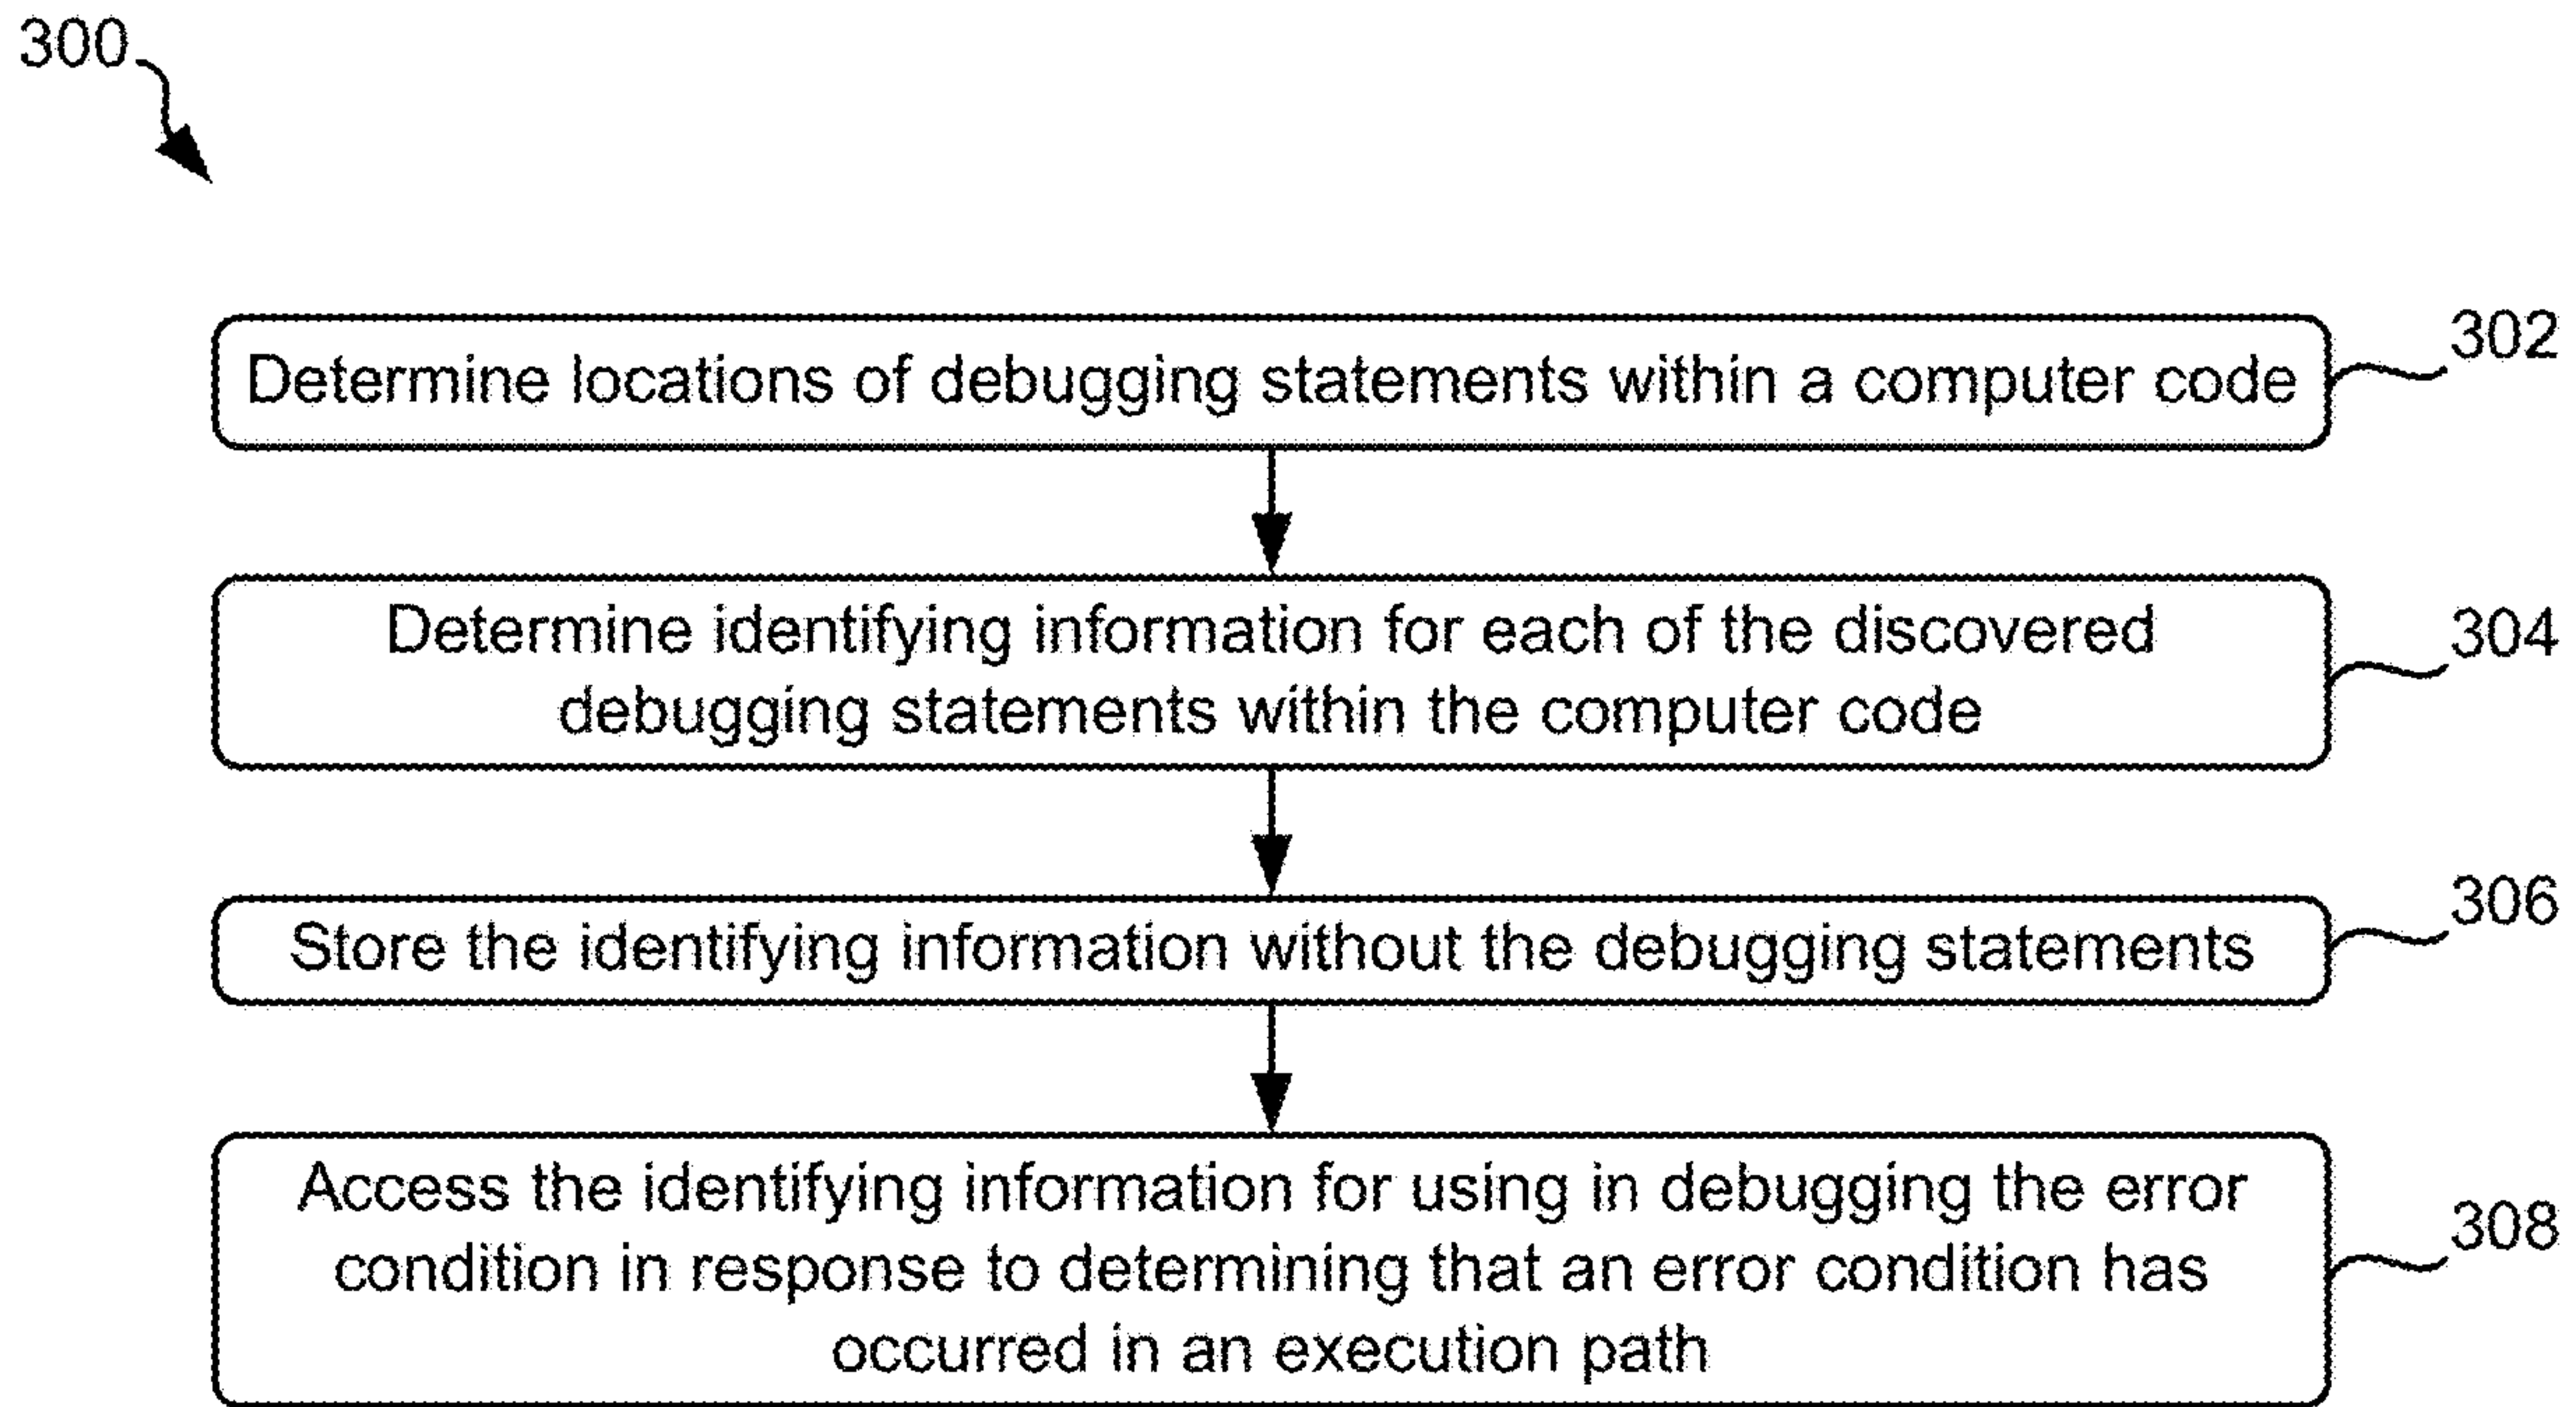 300
Determine locations of debugging statements within a computer code
302
Determine identifying information for each of the discovered
debugging statements within the computer code
304
Store the identifying information without the debugging statements
306
Access the identifying information for using in debugging the error
condition in response to determining that an error condition has
occurred in an execution path
308